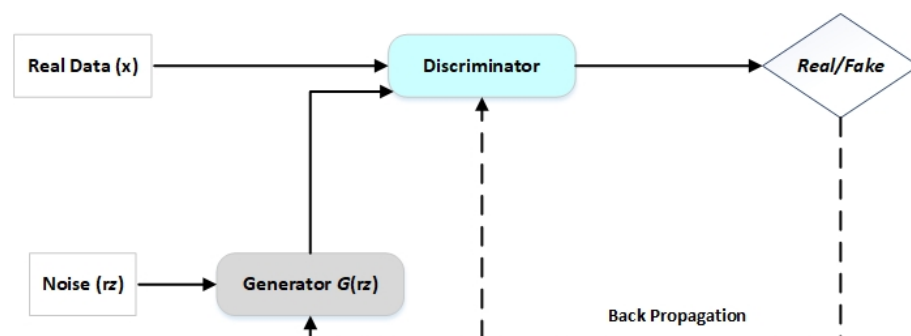 Real Data (x)
Discriminator
Real/Fake
Noise (rz)
Generator G(rz)
Back Propagation